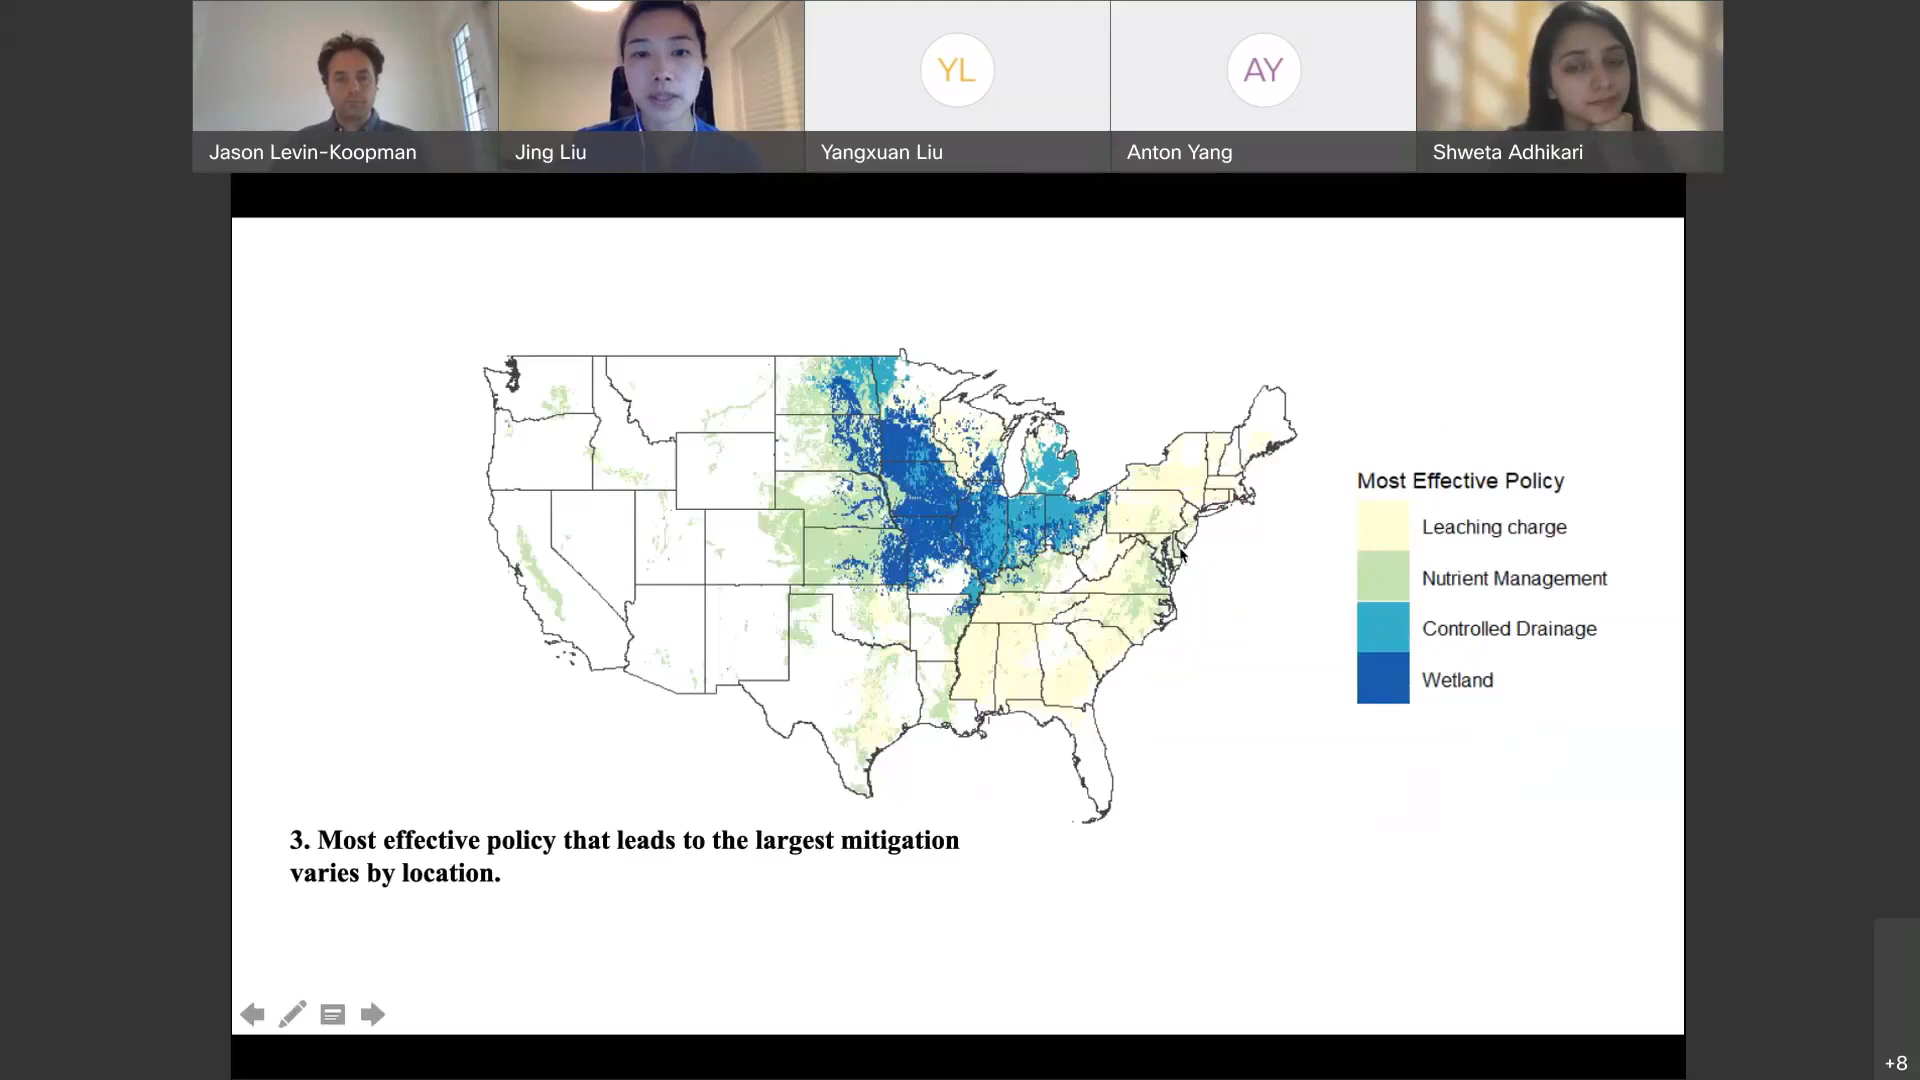 YL
AY
Jason Levin-Koopman
Jing Liu
Yangxuan Liu
Anton Yang
Shweta Adhikari
Most Effective Policy
Leaching charge
Nutrient Management
Controlled Drainage
Wetland
3. Most effective policy that leads to the largest mitigation
varies by location.
+8